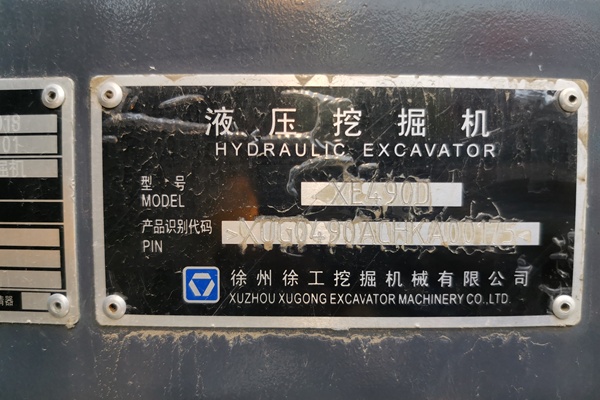 液压挖掘机
HYDRAULIC EXCAVATOR
型号
MODEL
XE490D
产品识别代码
PIN
徐州徐工挖掘机械有限公司
XUZHOU XUGONG EXCAVATOR MACHINERY CO.,LTD